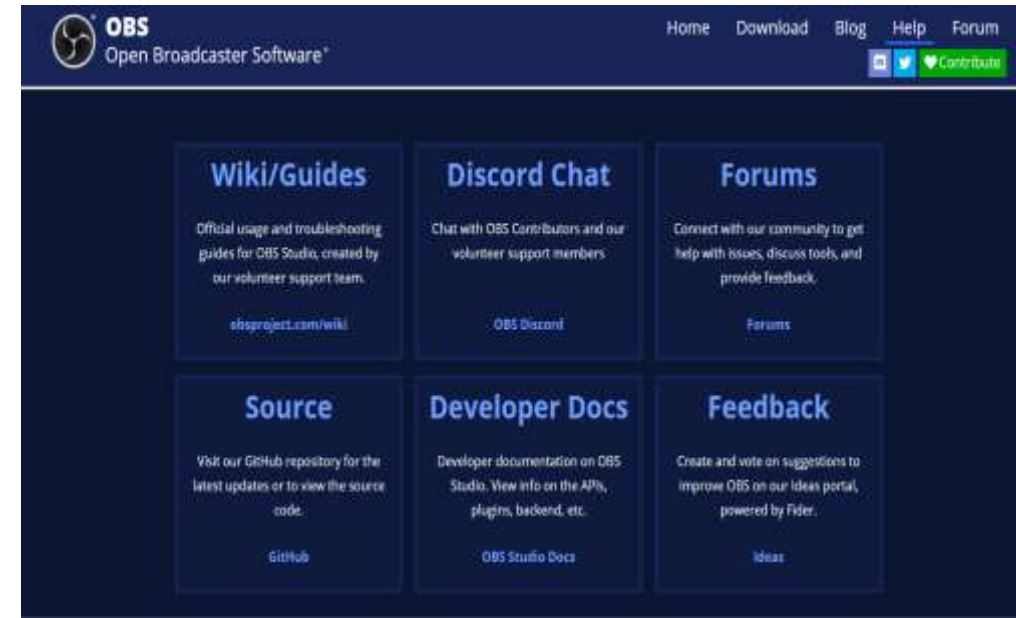 OBS
Open Broadcaster Software®
Home Download Blog Help Forum
Contribute
Wiki/Guides
Official usage and troubleshooting
guides for OBS Studio, created by
our volunteer support team.
obsproject.com/wiki
Discord Chat
Chat with OBS Contributors and our
volunteer support members
OBS Discord
Forums
Connect with our community to get
help with issues, discuss tools, and
provide feedback.
Forums
Source
Visit our GitHub repository for the
latest updates or to view the source
code.
GitHub
Developer Docs
Developer documentation on OBS
Studio. View info on the APIs,
plugins, backend, etc.
OBS Studio Docs
Feedback
Create and vote on suggestions to
improve OBS on our Ideas portal,
powered by Fider.
Ideas